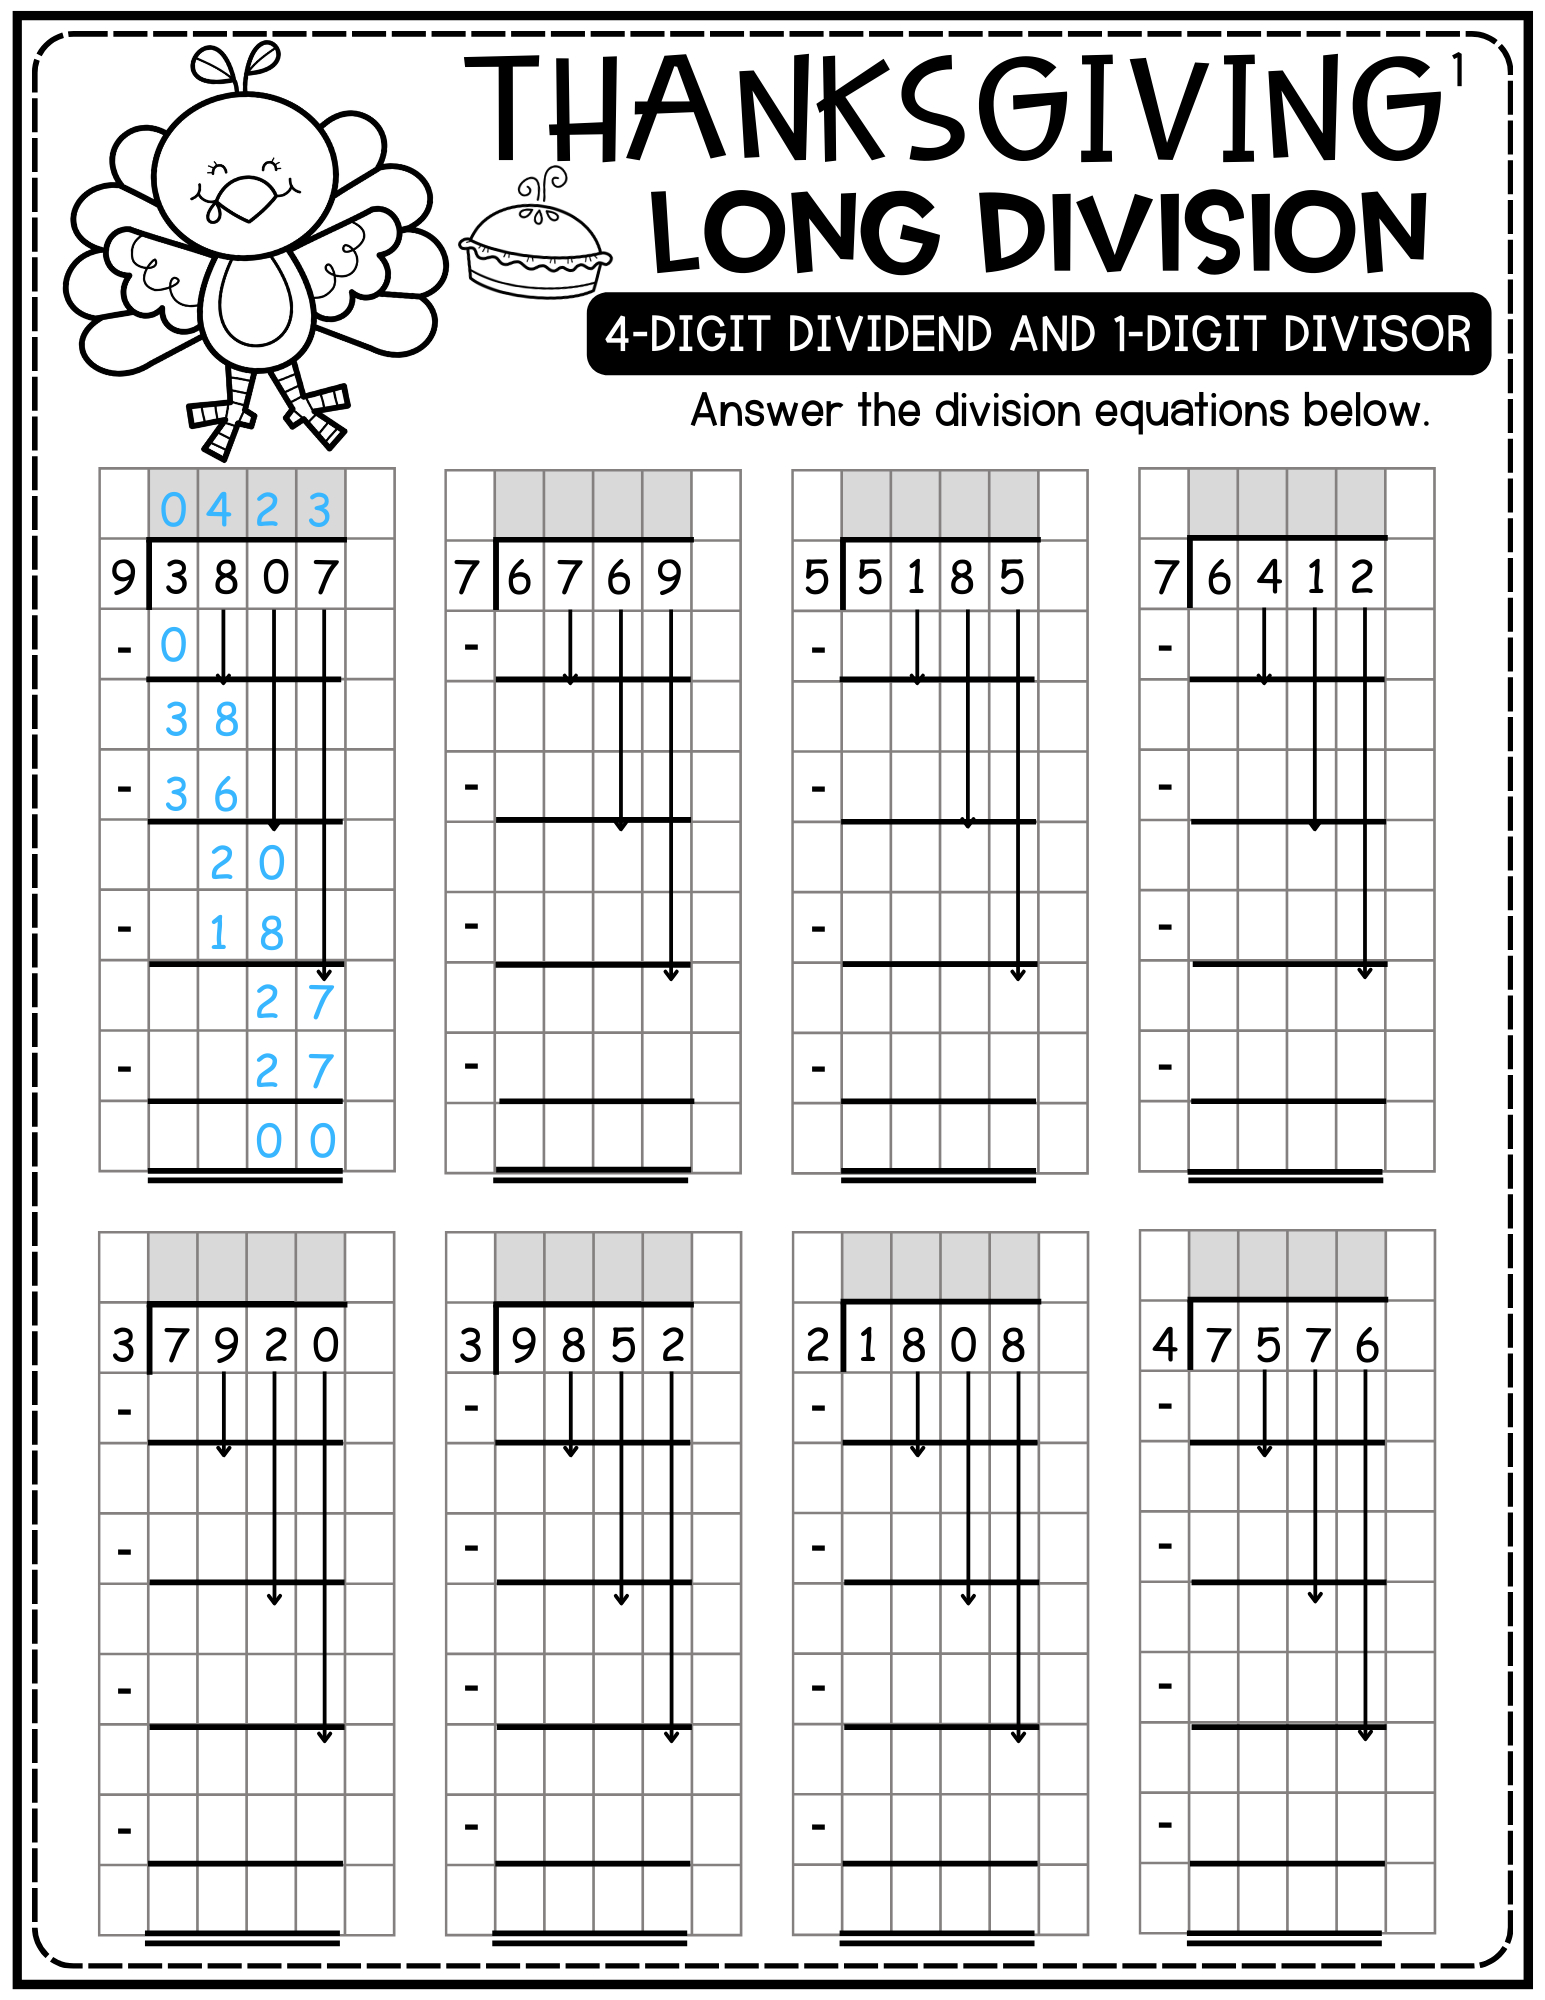 THANKSGIVING 1
LONG DIVISION
4-DIGIT DIVIDEND AND 1-DIGIT DIVISOR
Answer the division equations below.
0 4 2 3
9 3 8 0 7
- 0
3 8
- 3 6
2 0
- 1 8
2 7
- 2 7
0 0
7 6 7 6 9
-
-
-
-
5 5 1 8 5
-
-
-
-
7 6 4 1 2
-
-
-
-
3 7 9 2 0
-
-
-
-
3 9 8 5 2
-
-
-
-
2 1 8 0 8
-
-
-
-
4 7 5 7 6
-
-
-
-